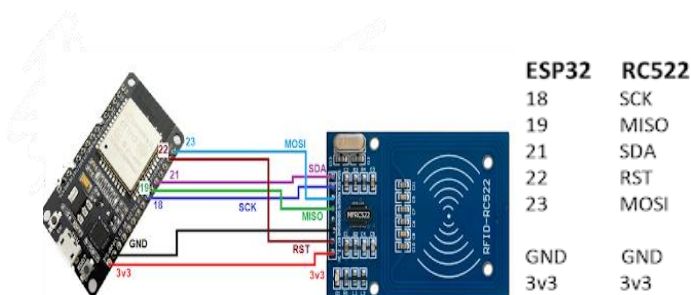 ESP32 RC522
18 SCK
19 MISO
21 SDA
22 RST
23 MOSI
GND GND
3v3 3v3
23
22
MOSI
21
SDA
19
18
SCK
MISO
GND
RST
3v3
3v3
MFRC522
RFID-RC522